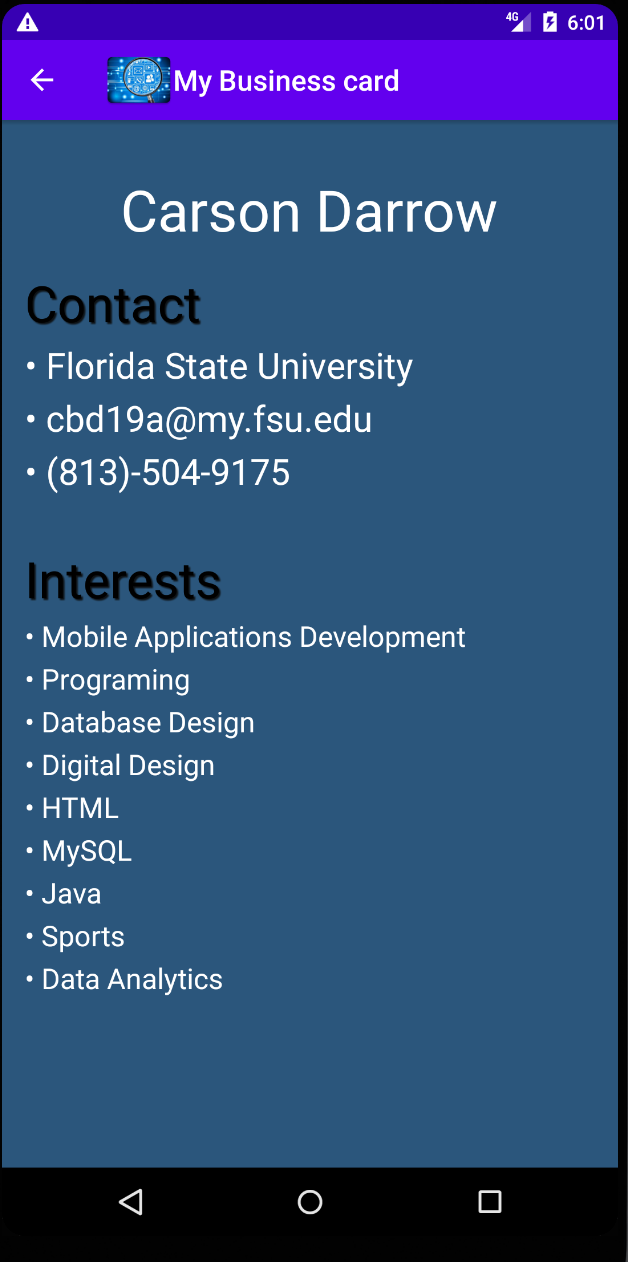 4G 6:01
My Business card
Carson Darrow
Contact
• Florida State University
• cbd19a@my.fsu.edu
• (813)-504-9175
Interests
• Mobile Applications Development
• Programing
• Database Design
• Digital Design
• HTML
• MySQL
• Java
• Sports
• Data Analytics